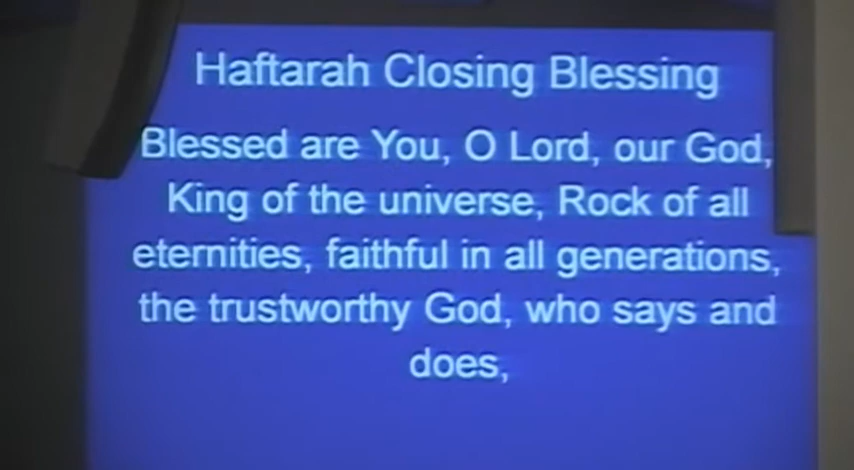 Haftarah Closing Blessing
Blessed are You, O Lord, our God,
King of the universe, Rock of all
eternities, faithful in all generations,
the trustworthy God, who says and
does,